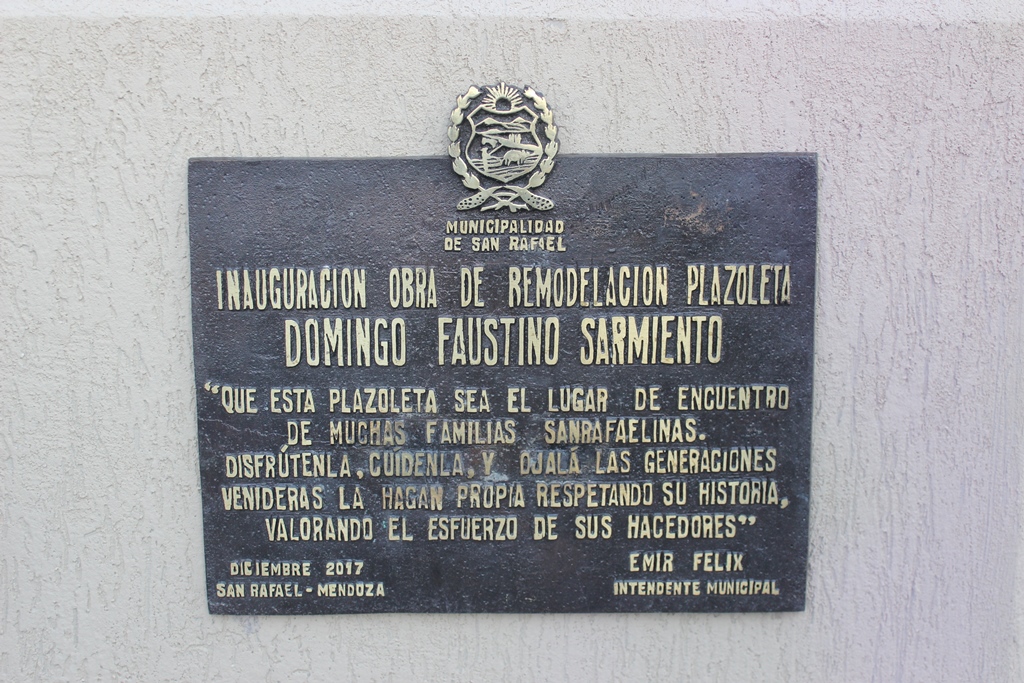 MUNICIPALIDAD
DE SAN RAFAEL
INAUGURACION OBRA DE REMODELACION PLAZOLETA
DOMINGO FAUSTINO SARMIENTO
“QUE ESTA PLAZOLETA SEA EL LUGAR DE ENCUENTRO
DE MUCHAS FAMILIAS SANRAFAELINAS.
DISFRÚTENLA, CUÍDENLA, Y OJALÁ LAS GENERACIONES
VENIDERAS LA HAGAN PROPIA RESPETANDO SU HISTORIA,
VALORANDO EL ESFUERZO DE SUS HACEDORES”
DICIEMBRE 2017
SAN RAFAEL - MENDOZA
EMIR FELIX
INTENDENTE MUNICIPAL